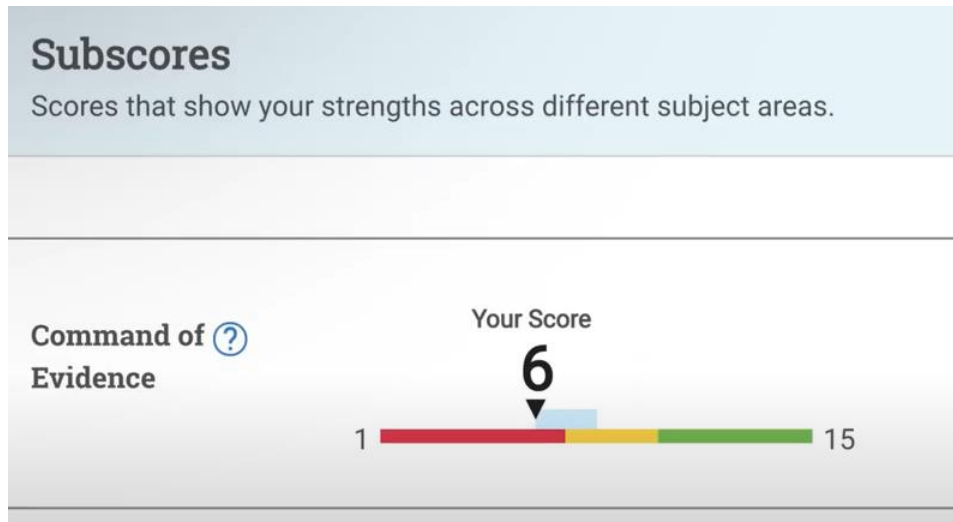 Subscores
Scores that show your strengths across different subject areas.
Command of ?
Evidence
Your Score
6
1
15